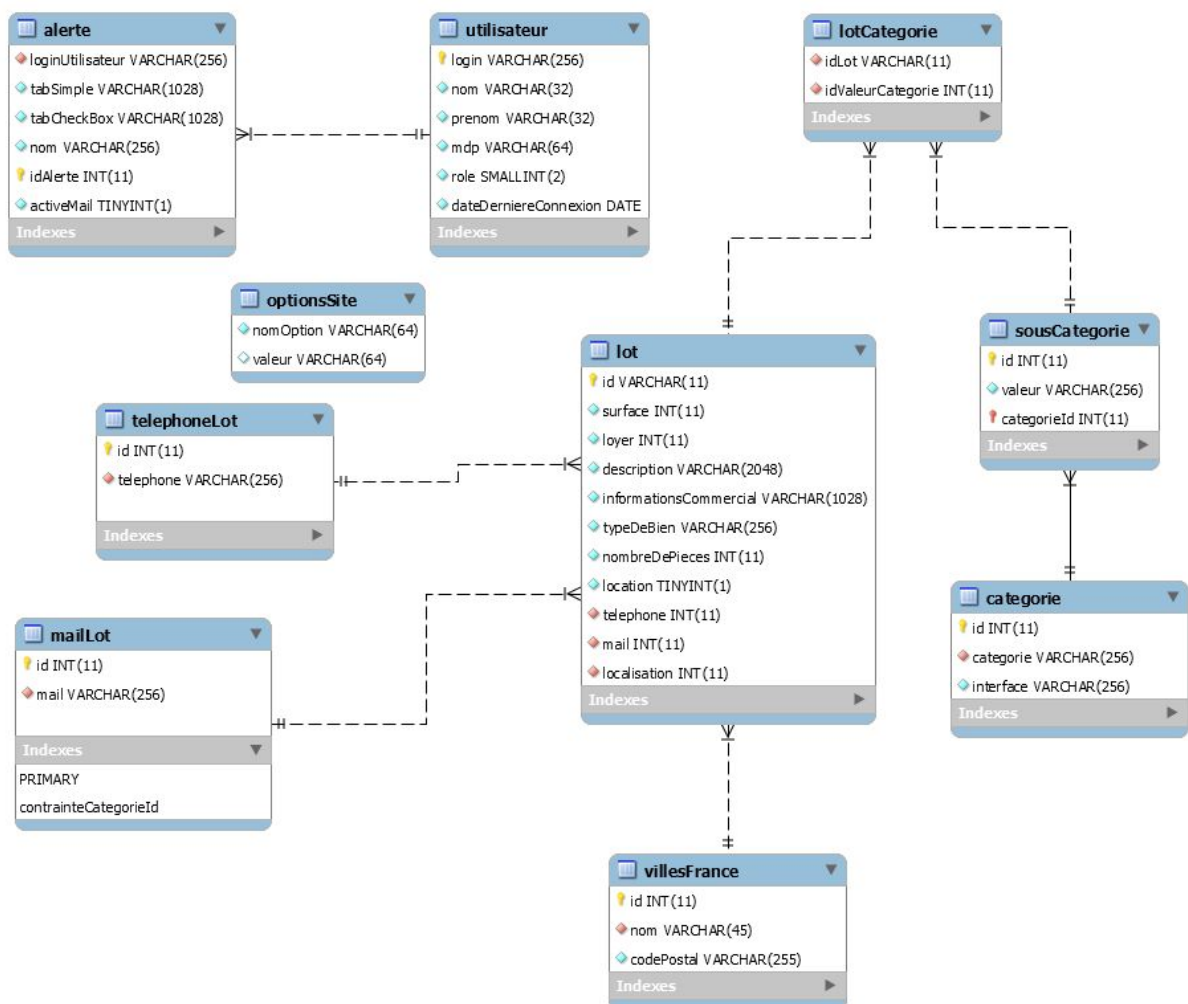 alerte
loginUtilisateur VARCHAR(256)
tabSimple VARCHAR(1028)
tabCheckBox VARCHAR(1028)
nom VARCHAR(256)
idAlerte INT(11)
activeMail TINYINT(1)
Indexes
utilisateur
login VARCHAR(256)
nom VARCHAR(32)
prenom VARCHAR(32)
mdp VARCHAR(64)
role SMALLINT(2)
dateDerniereConnexion DATE
Indexes
lotCategorie
idLot VARCHAR(11)
idValeurCategorie INT(11)
Indexes
optionsSite
nomOption VARCHAR(64)
valeur VARCHAR(64)
lot
id VARCHAR(11)
surface INT(11)
loyer INT(11)
description VARCHAR(2048)
informationsCommercial VARCHAR(1028)
typeDeBien VARCHAR(256)
nombreDePieces INT(11)
location TINYINT(1)
telephone INT(11)
mail INT(11)
localisation INT(11)
Indexes
sousCategorie
id INT(11)
valeur VARCHAR(256)
categorieId INT(11)
Indexes
telephoneLot
id INT(11)
telephone VARCHAR(256)
Indexes
categorie
id INT(11)
categorie VARCHAR(256)
interface VARCHAR(256)
Indexes
mailLot
id INT(11)
mail VARCHAR(256)
Indexes
PRIMARY
contrainteCategorieId
villesFrance
id INT(11)
nom VARCHAR(45)
codePostal VARCHAR(255)
Indexes